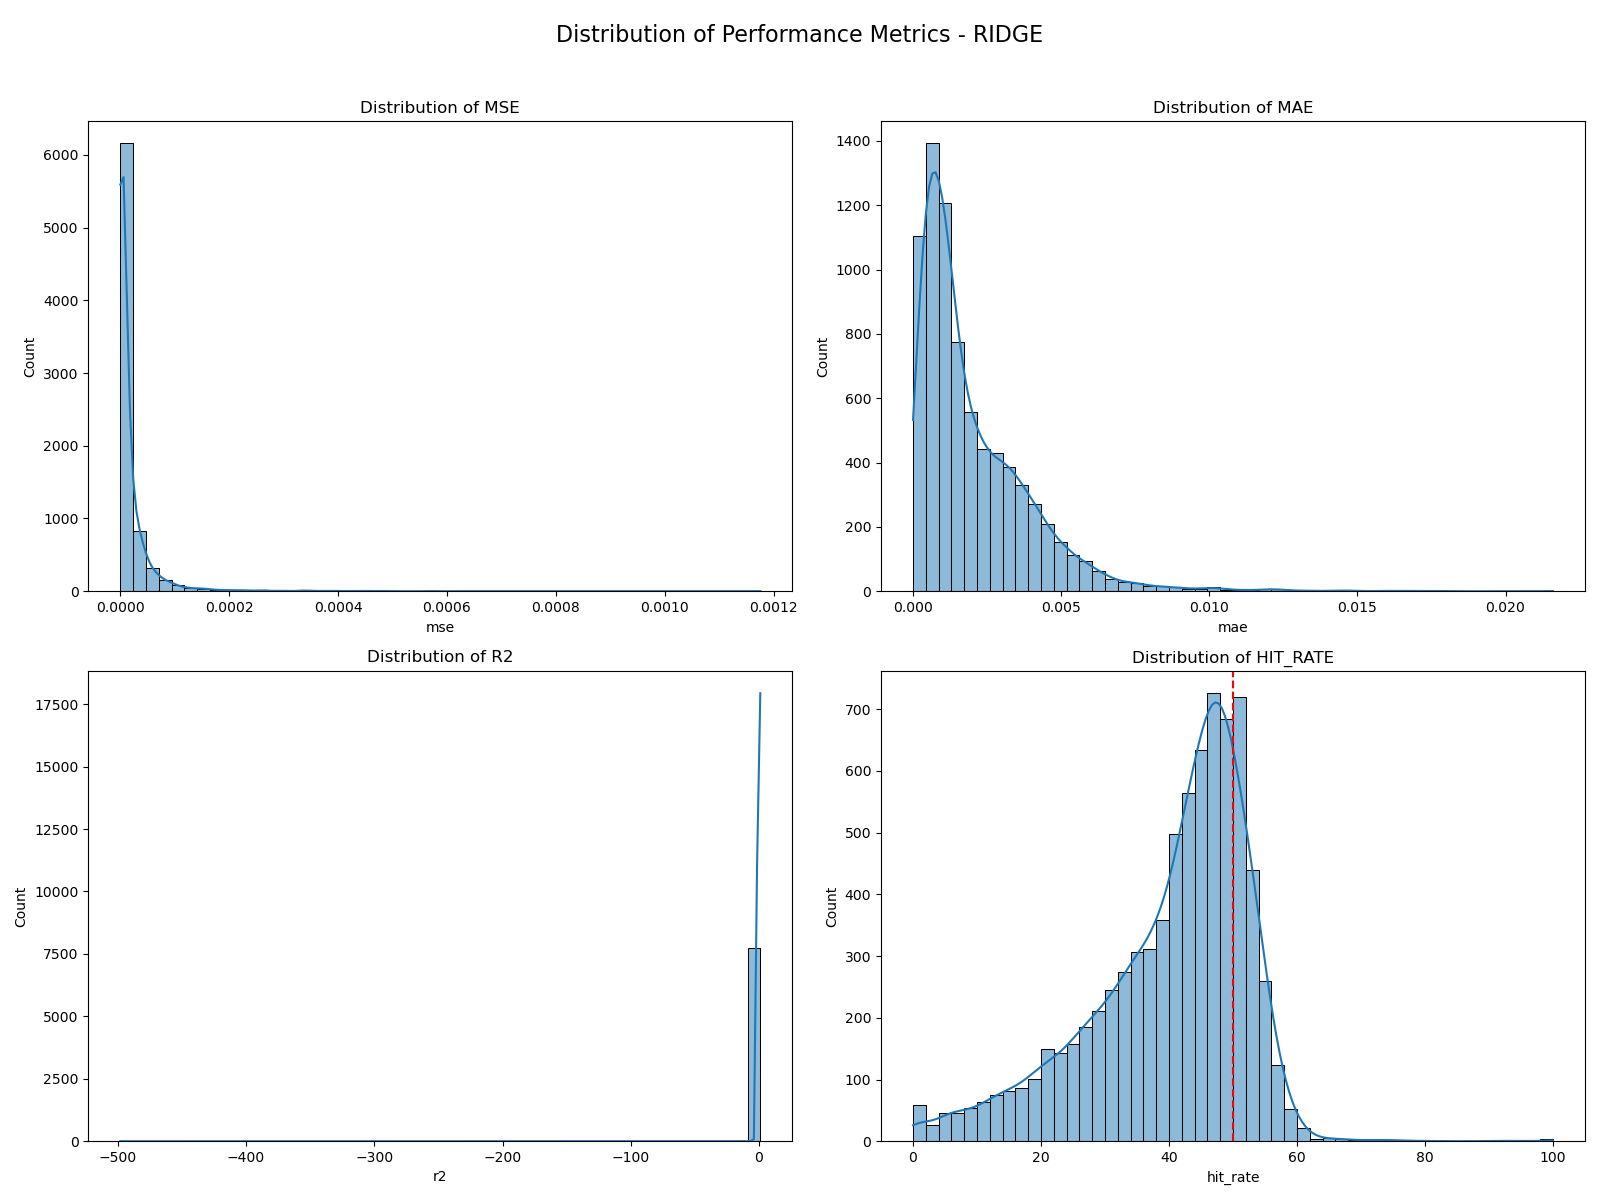 Distribution of Performance Metrics - RIDGE
Distribution of MSE
6000
5000
4000
3000
2000
1000
0
Count
0.0000 0.0002 0.0004 0.0006 0.0008 0.0010 0.0012
mse
Distribution of MAE
1400
1200
1000
800
600
400
200
0
Count
0.000 0.005 0.010 0.015 0.020
mae
Distribution of R2
17500
15000
12500
10000
7500
5000
2500
0
Count
−500 −400 −300 −200 −100 0
r2
Distribution of HIT_RATE
700
600
500
400
300
200
100
0
Count
0 20 40 60 80 100
hit_rate